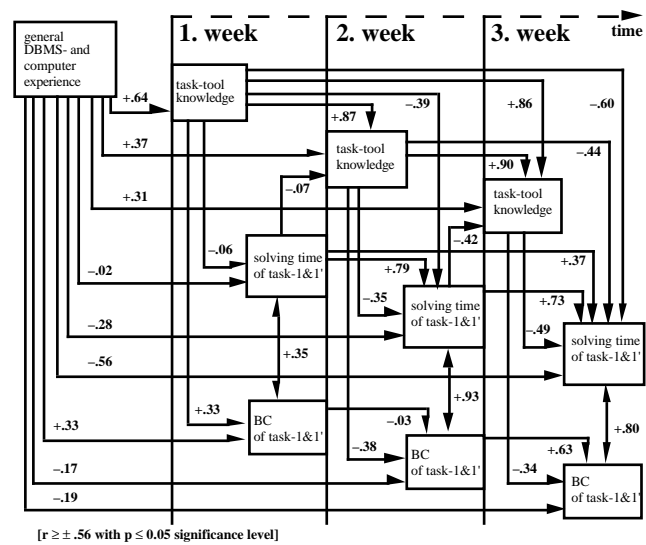 1. week
2. week
3. week
time
general
DBMS- and
computer
experience
task-tool
knowledge
+.64
–.39
+.86
–.60
+.87
task-tool
knowledge
+.37
–.44
+.90
–.07
task-tool
knowledge
+.31
–.42
–.06
solving time
of task-1&1'
+.37
+.79
–.02
solving time
of task-1&1'
–.35
+.73
–.28
–.49
solving time
of task-1&1'
+.35
–.56
+.93
BC
of task-1&1'
+.33
–.03
+.33
+.80
–.38
BC
of task-1&1'
+.63
–.17
–.34
BC
of task-1&1'
–.19
[r ≥ ± .56 with p ≤ 0.05 significance level]